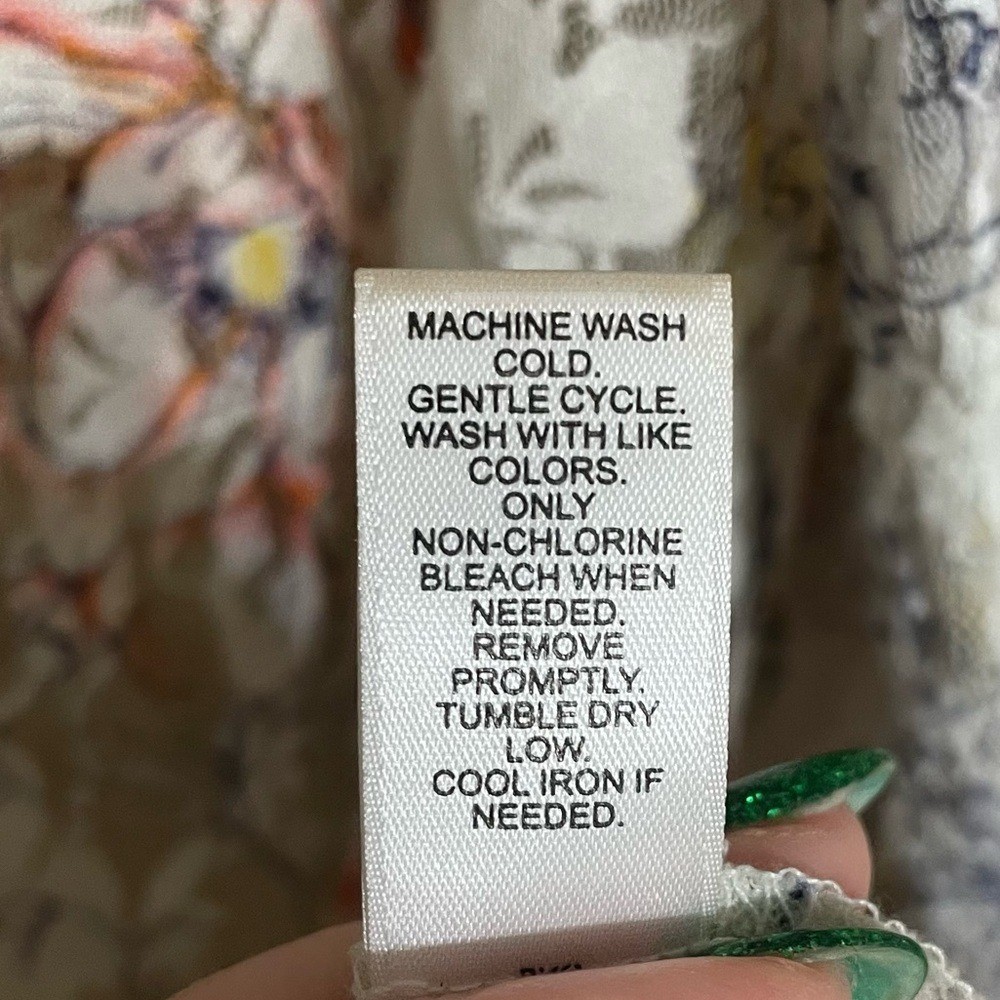 MACHINE WASH
COLD.
GENTLE CYCLE.
WASH WITH LIKE
COLORS.
ONLY
NON-CHLORINE
BLEACH WHEN
NEEDED.
REMOVE
PROMPTLY.
TUMBLE DRY
LOW.
COOL IRON IF
NEEDED.